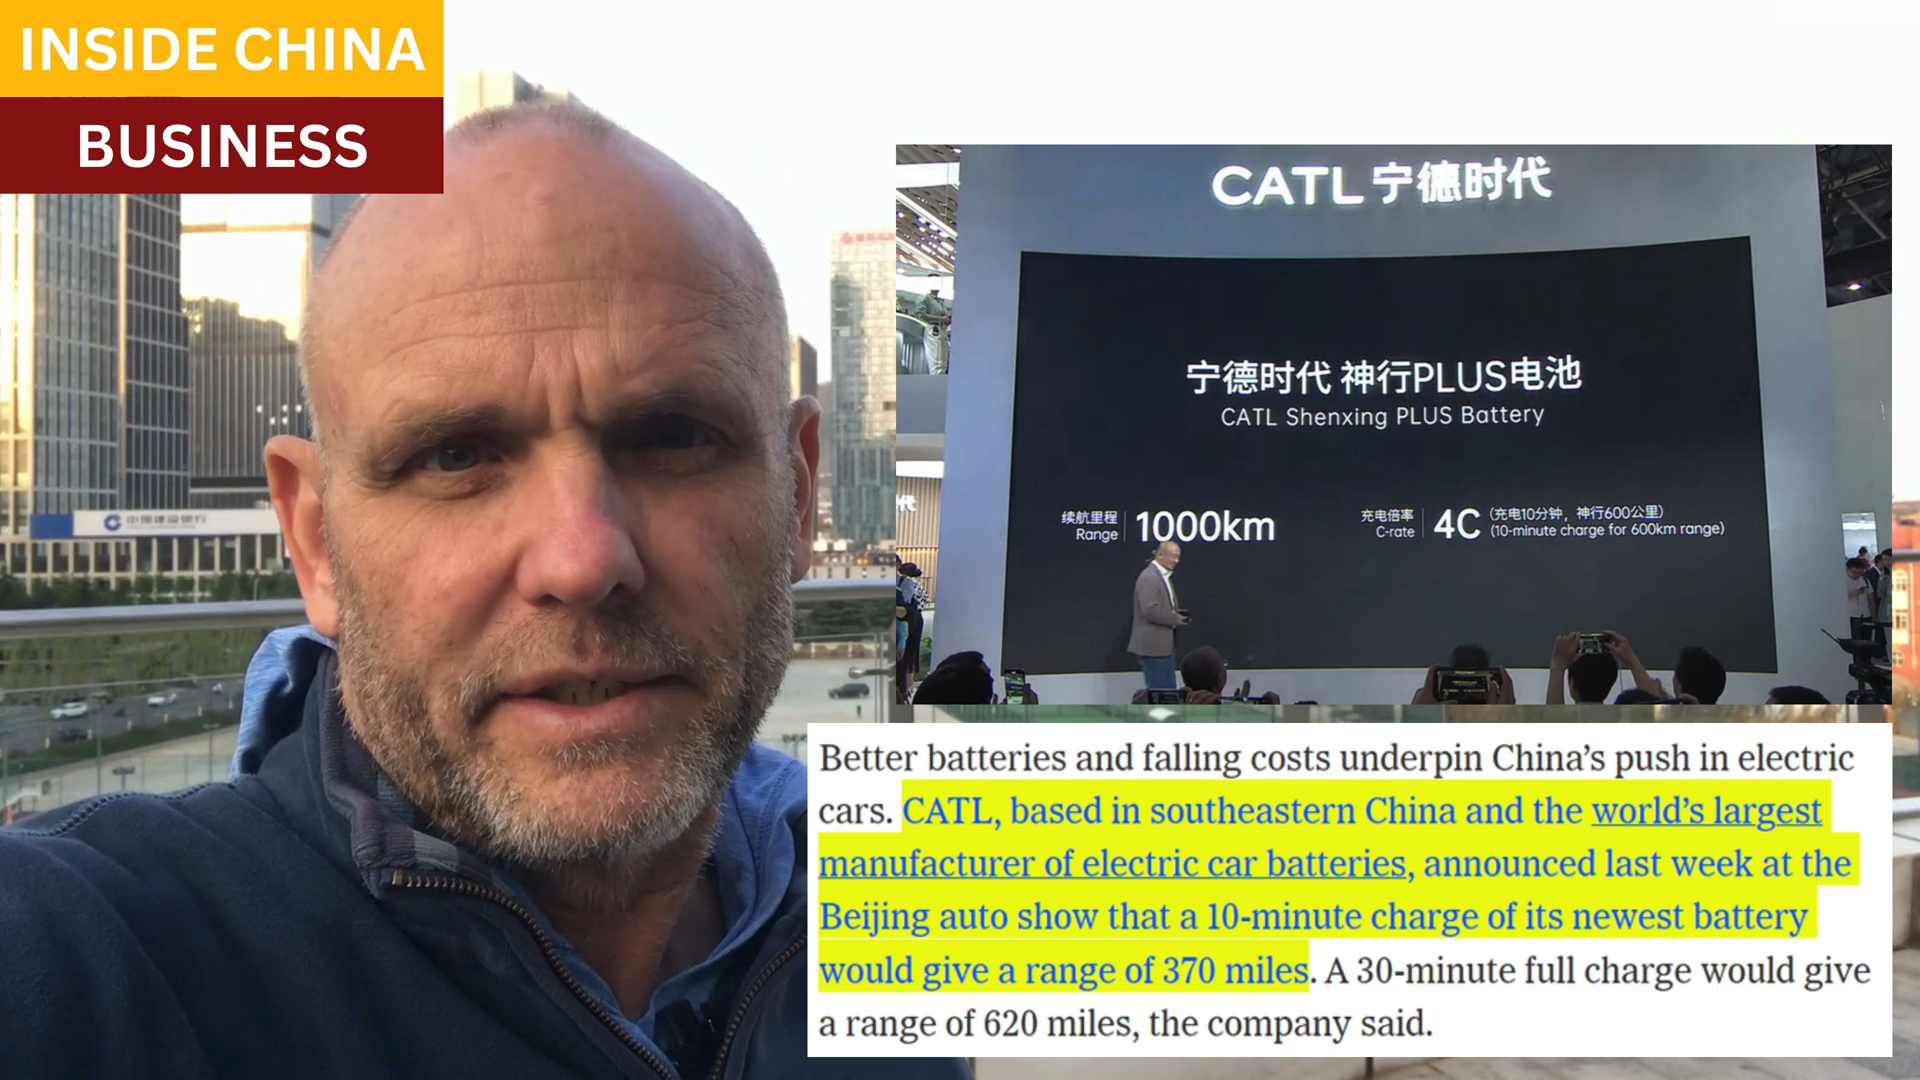 INSIDE CHINA
BUSINESS
中国建设银行
CATL 宁德时代
宁德时代 神行PLUS电池
CATL Shenxing PLUS Battery
续航里程
Range
1000km
充电倍率
C-rate
4C
(充电10分钟，神行600公里)
(10-minute charge for 600km range)
Better batteries and falling costs underpin China’s push in electric
cars. CATL, based in southeastern China and the world’s largest
manufacturer of electric car batteries, announced last week at the
Beijing auto show that a 10-minute charge of its newest battery
would give a range of 370 miles. A 30-minute full charge would give
a range of 620 miles, the company said.